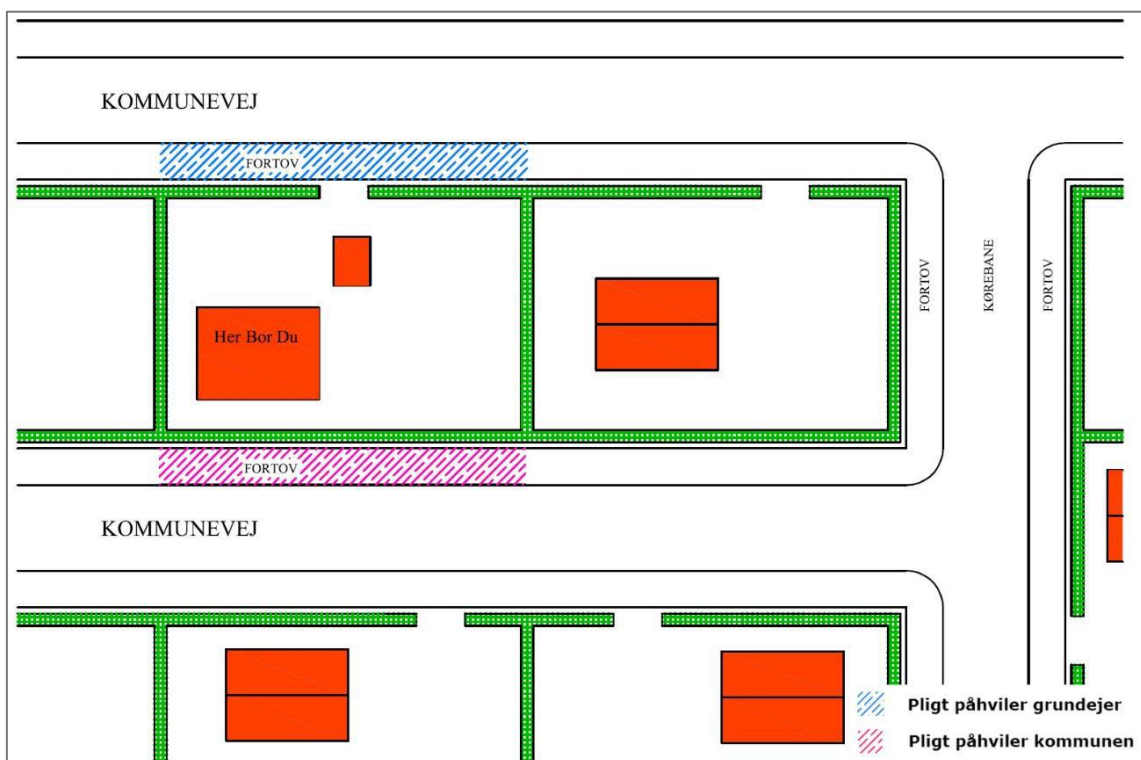 KOMMUNEVEJ
FORTOV
FORTOV
KØREBANE
FORTOV
Her Bor Du
FORTOV
KOMMUNEVEJ
Pligt påhviler grundejer
Pligt påhviler kommunen